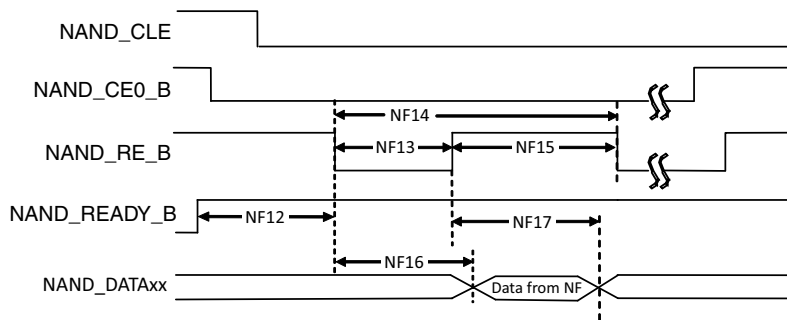 NAND_CLE
NAND_CE0_B
NF14
NAND_RE_B
NF13
NF15
NAND_READY_B
NF12
NF17
NF16
NAND_DATAxx
Data from NF